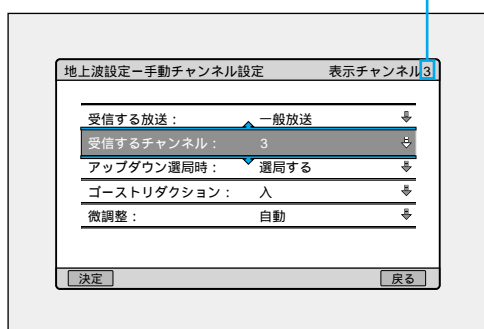 地上波設定ー手動チャンネル設定 表示チャンネル3
受信する放送： 一般放送
受信するチャンネル： 3
アップダウン選局時： 選局する
ゴーストリダクション： 入
微調整： 自動
決定 戻る